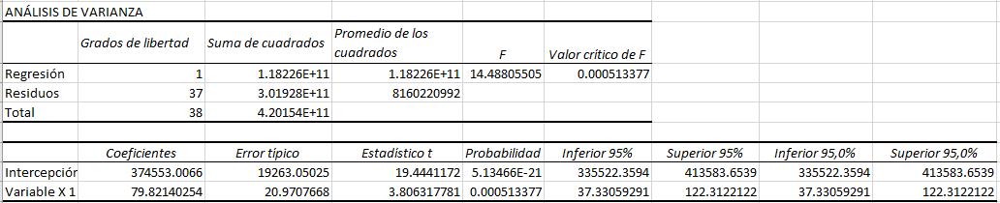 ANÁLISIS DE VARIANZA
Grados de libertad Suma de cuadrados Promedio de los cuadrados F Valor crítico de F
Regresión 1 1.18226E+11 1.18226E+11 14.48805505 0.000513377
Residuos 37 3.01928E+11 8160220992
Total 38 4.20154E+11
Coeficientes Error típico Estadístico t Probabilidad Inferior 95% Superior 95% Inferior 95,0% Superior 95,0%
Intercepción 374553.0066 19263.05025 19.4441172 5.13466E-21 335522.3594 413583.6539 335522.3594 413583.6539
Variable X 1 79.82140254 20.9707668 3.806317781 0.000513377 37.33059291 122.3122122 37.33059291 122.3122122